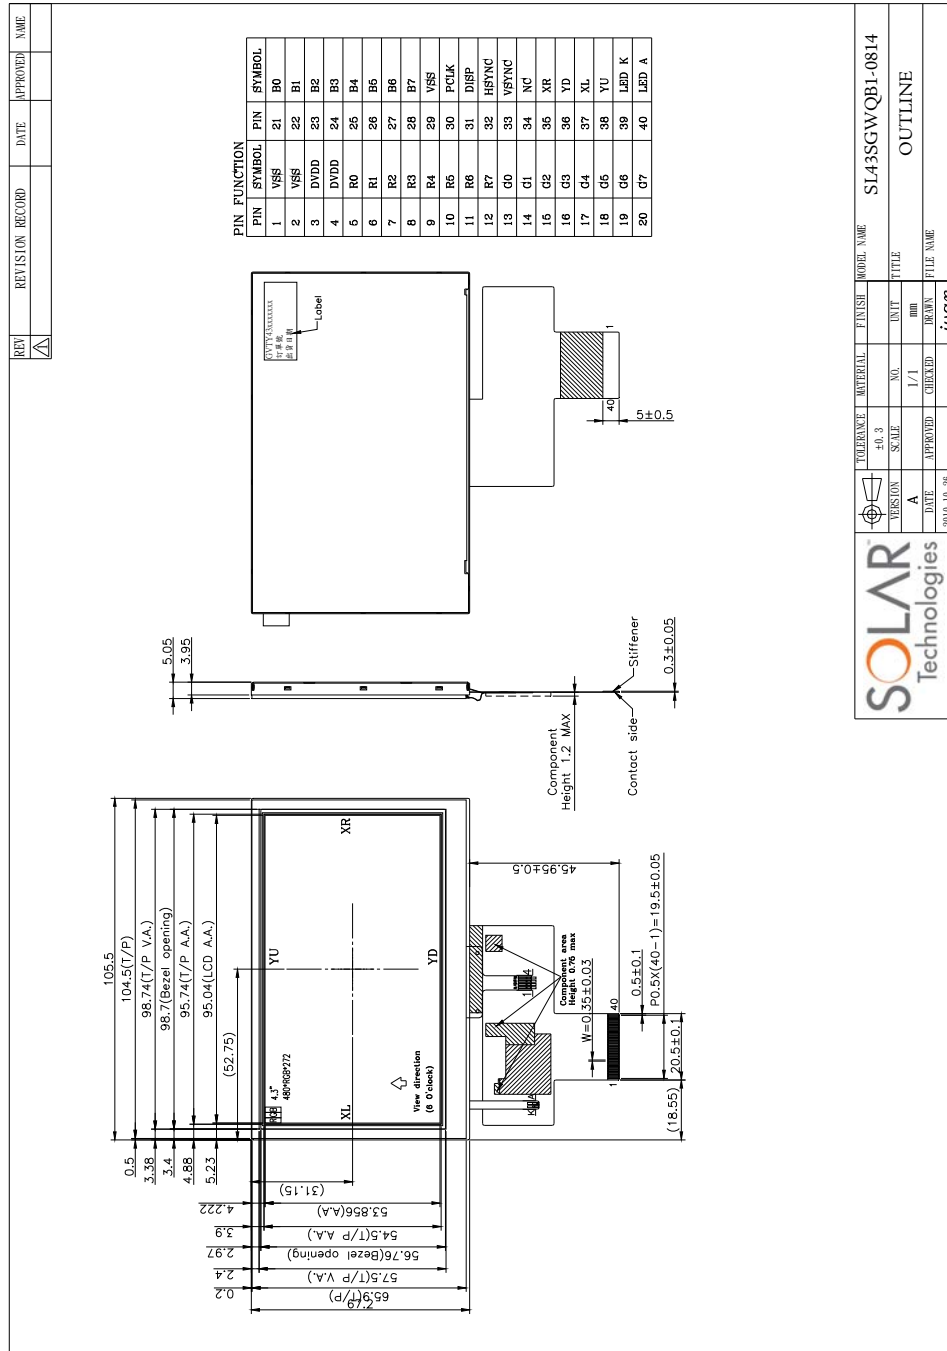 REV
REVISION RECORD
DATE
APPROVED
NAME
1
PIN FUNCTION
PIN SYMBOL PIN SYMBOL
1 VSS 21 B0
2 VSS 22 B1
3 DVDD 23 B2
4 DVDD 24 B3
5 R0 25 B4
6 R1 26 B5
7 R2 27 B6
8 R3 28 B7
9 R4 29 VSS
10 R5 30 PCLK
11 R6 31 DISP
12 R7 32 HSYNC
13 G0 33 VSYNC
14 G1 34 NC
15 G2 35 XR
16 G3 36 YD
17 G4 37 XL
18 G5 38 YU
19 G6 39 LED K
20 G7 40 LED A
GVTY43xxxxxxx
訂單號
出貨日期
Label
1
40
5±0.5
5.05
3.95
Component
Height 1.2 MAX
Contact side
Stiffener
0.3±0.05
105.5
104.5(T/P)
98.74(T/P V.A.)
98.7(Bezel opening)
95.74(T/P A.A.)
95.04(LCD A.A.)
(52.75)
0.5
3.38
3.4
4.88
5.23
RGB
4.3"
480*RGB*272
XR
YU
YD
XL
View direction
(6 O'clock)
(31.15)
4.222
53.856(A.A)
3.9
54.5(T/P A.A.)
2.97
56.76(Bezel opening)
2.4
57.5(T/P V.A.)
0.2
65.9(T/P)
67.2
45.95±0.5
Component area
Height 0.76 max
1
4
K
A
W=0.35±0.03
1
40
0.5±0.1
P0.5X(40-1)=19.5±0.05
20.5±0.1
(18.55)
SOLAR
Technologies
TOLERANCE
±0.3
MATERIAL
FINISH
MODEL NAME
SL43SGWQB1-0814
VERSION
A
SCALE
NO.
1/1
UNIT
mm
TITLE
OUTLINE
DATE
APPROVED
CHECKED
DRAWN
FILE NAME